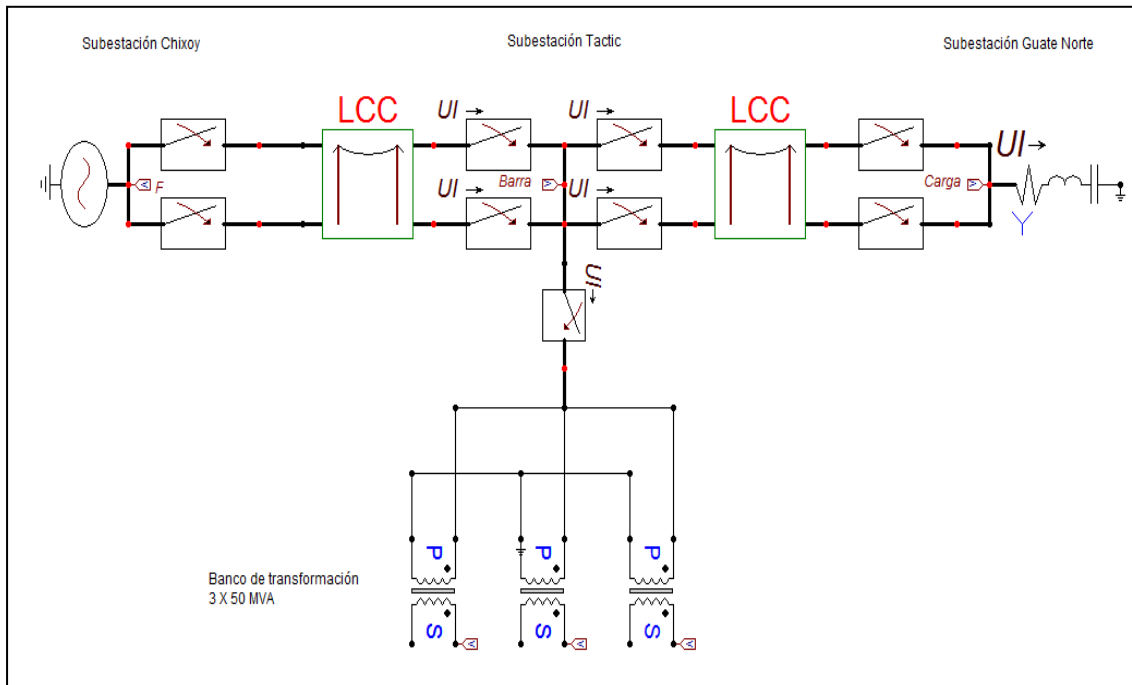 Subestación Chixoy
Subestación Tactic
Subestación Guate Norte
LCC
UI
UI
LCC
UI
V
F
UI
Barra
V
UI
Carga
V
Y
UI
P
P
P
Banco de transformación
3 X 50 MVA
S
S
S
V
V
V